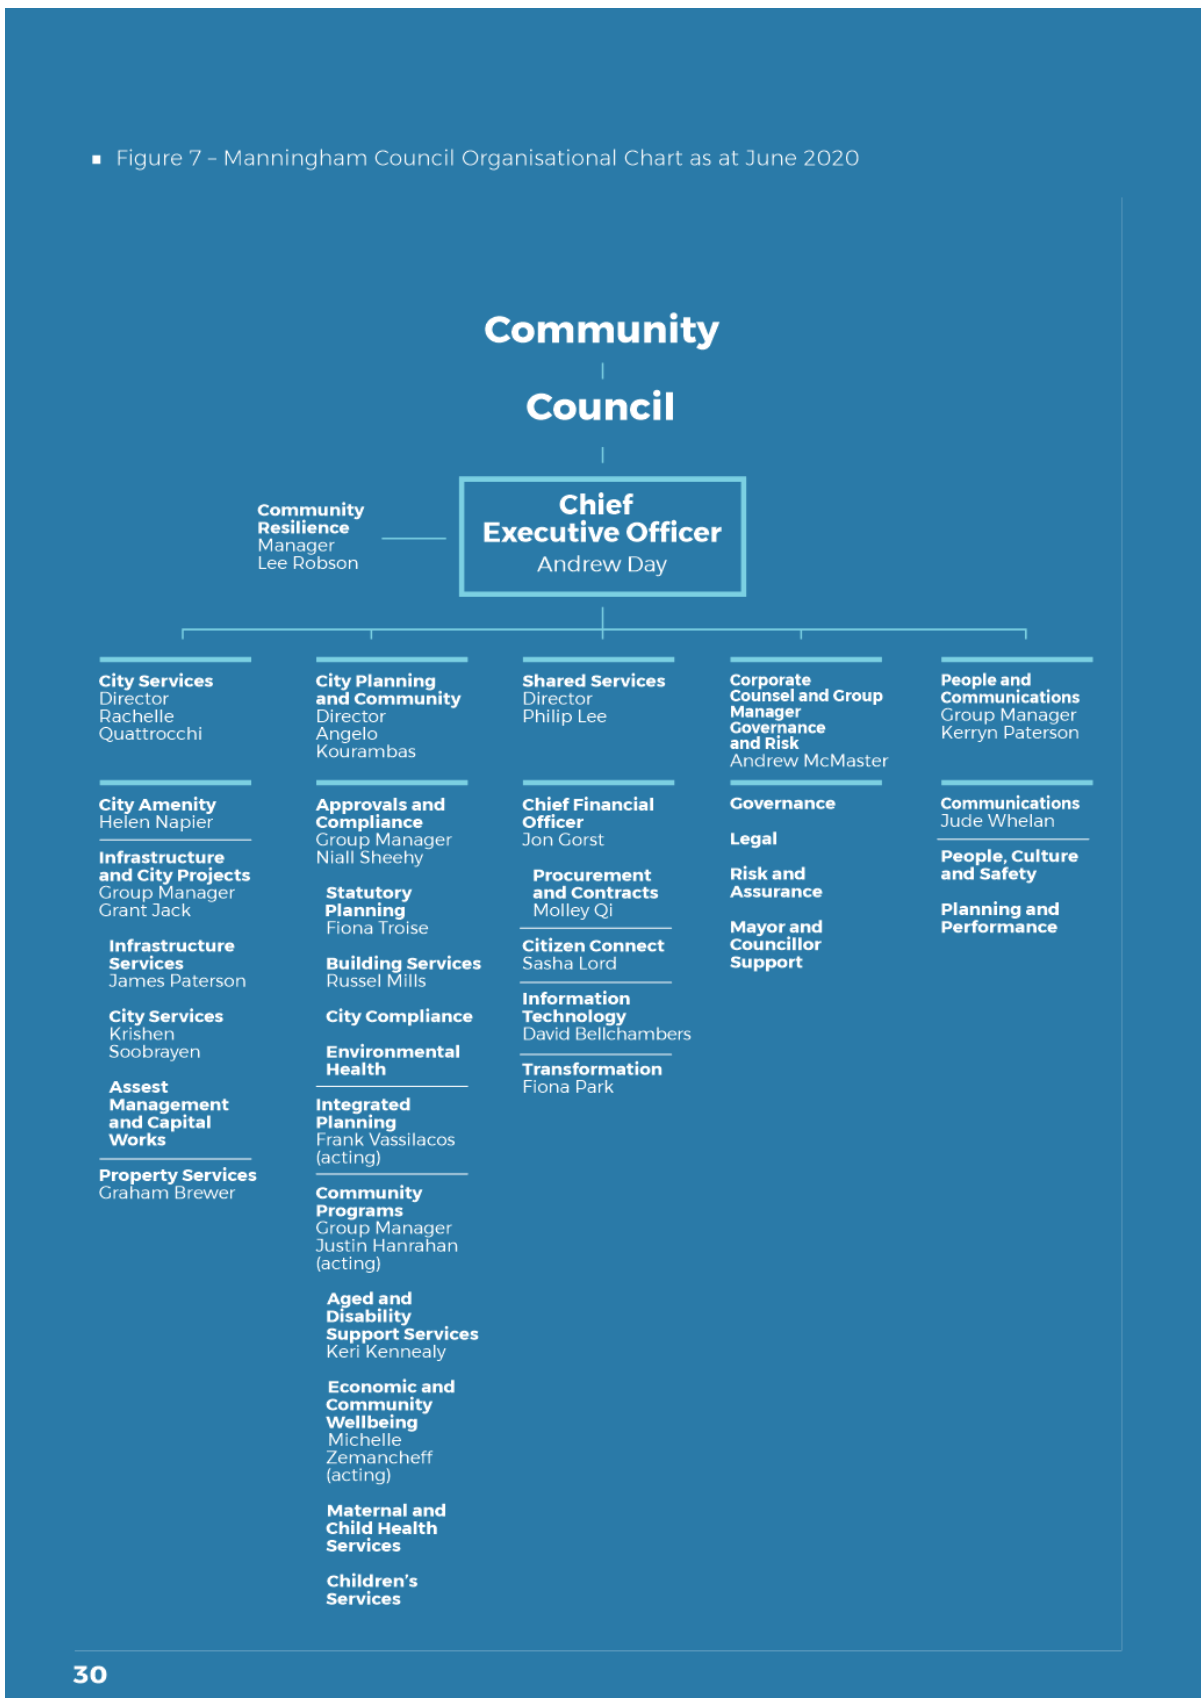 Figure 7 – Manningham Council Organisational Chart as at June 2020
Community
Council
Chief
Executive Officer
Andrew Day
Community
Resilience
Manager
Lee Robson
City Services
Director
Rachelle
Quattrocchi
City Amenity
Helen Napier
Infrastructure
and City Projects
Group Manager
Grant Jack
Infrastructure
Services
James Paterson
City Services
Krishen
Soobrayen
Assest
Management
and Capital
Works
Property Services
Graham Brewer
City Planning
and Community
Director
Angelo
Kourambas
Approvals and
Compliance
Group Manager
Niall Sheehy
Statutory
Planning
Fiona Troise
Building Services
Russel Mills
City Compliance
Environmental
Health
Integrated
Planning
Frank Vassilacos
(acting)
Community
Programs
Group Manager
Justin Hanrahan
(acting)
Aged and
Disability
Support Services
Keri Kennealy
Economic and
Community
Wellbeing
Michelle
Zemancheff
(acting)
Maternal and
Child Health
Services
Children’s
Services
Shared Services
Director
Philip Lee
Chief Financial
Officer
Jon Gorst
Procurement
and Contracts
Molley Qi
Citizen Connect
Sasha Lord
Information
Technology
David Bellchambers
Transformation
Fiona Park
Corporate
Counsel and Group
Manager
Governance
and Risk
Andrew McMaster
Governance
Legal
Risk and
Assurance
Mayor and
Councillor
Support
People and
Communications
Group Manager
Kerryn Paterson
Communications
Jude Whelan
People, Culture
and Safety
Planning and
Performance
30